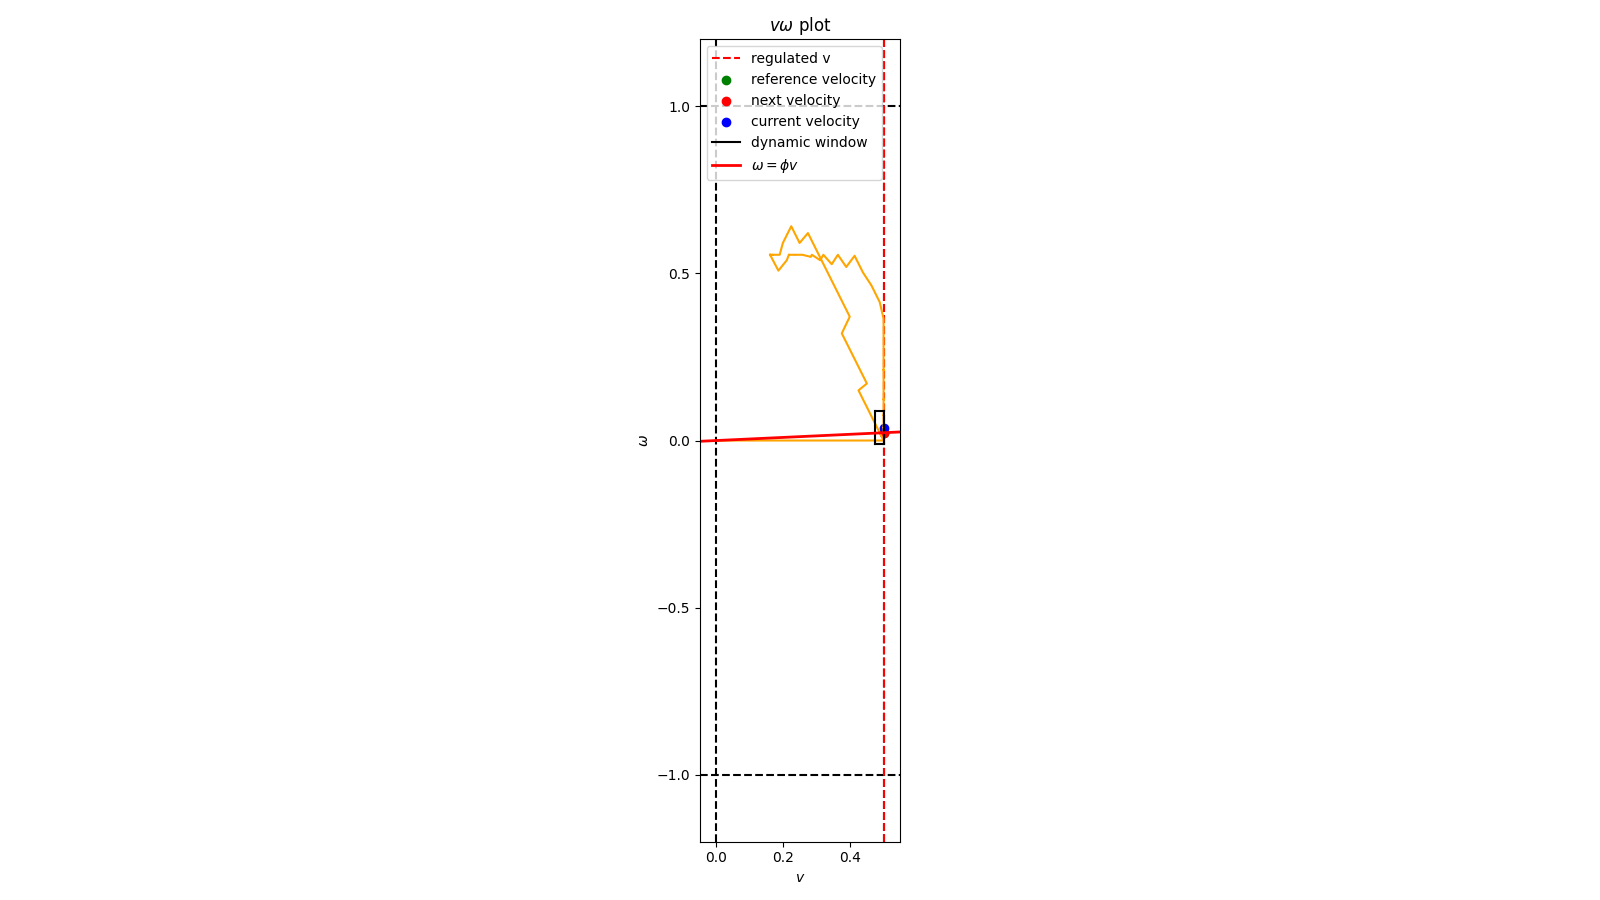 vω plot
regulated v
reference velocity
next velocity
current velocity
dynamic window
ω = ϕv
1.0
0.5
0.0
−0.5
−1.0
ω
0.0 0.2 0.4
v